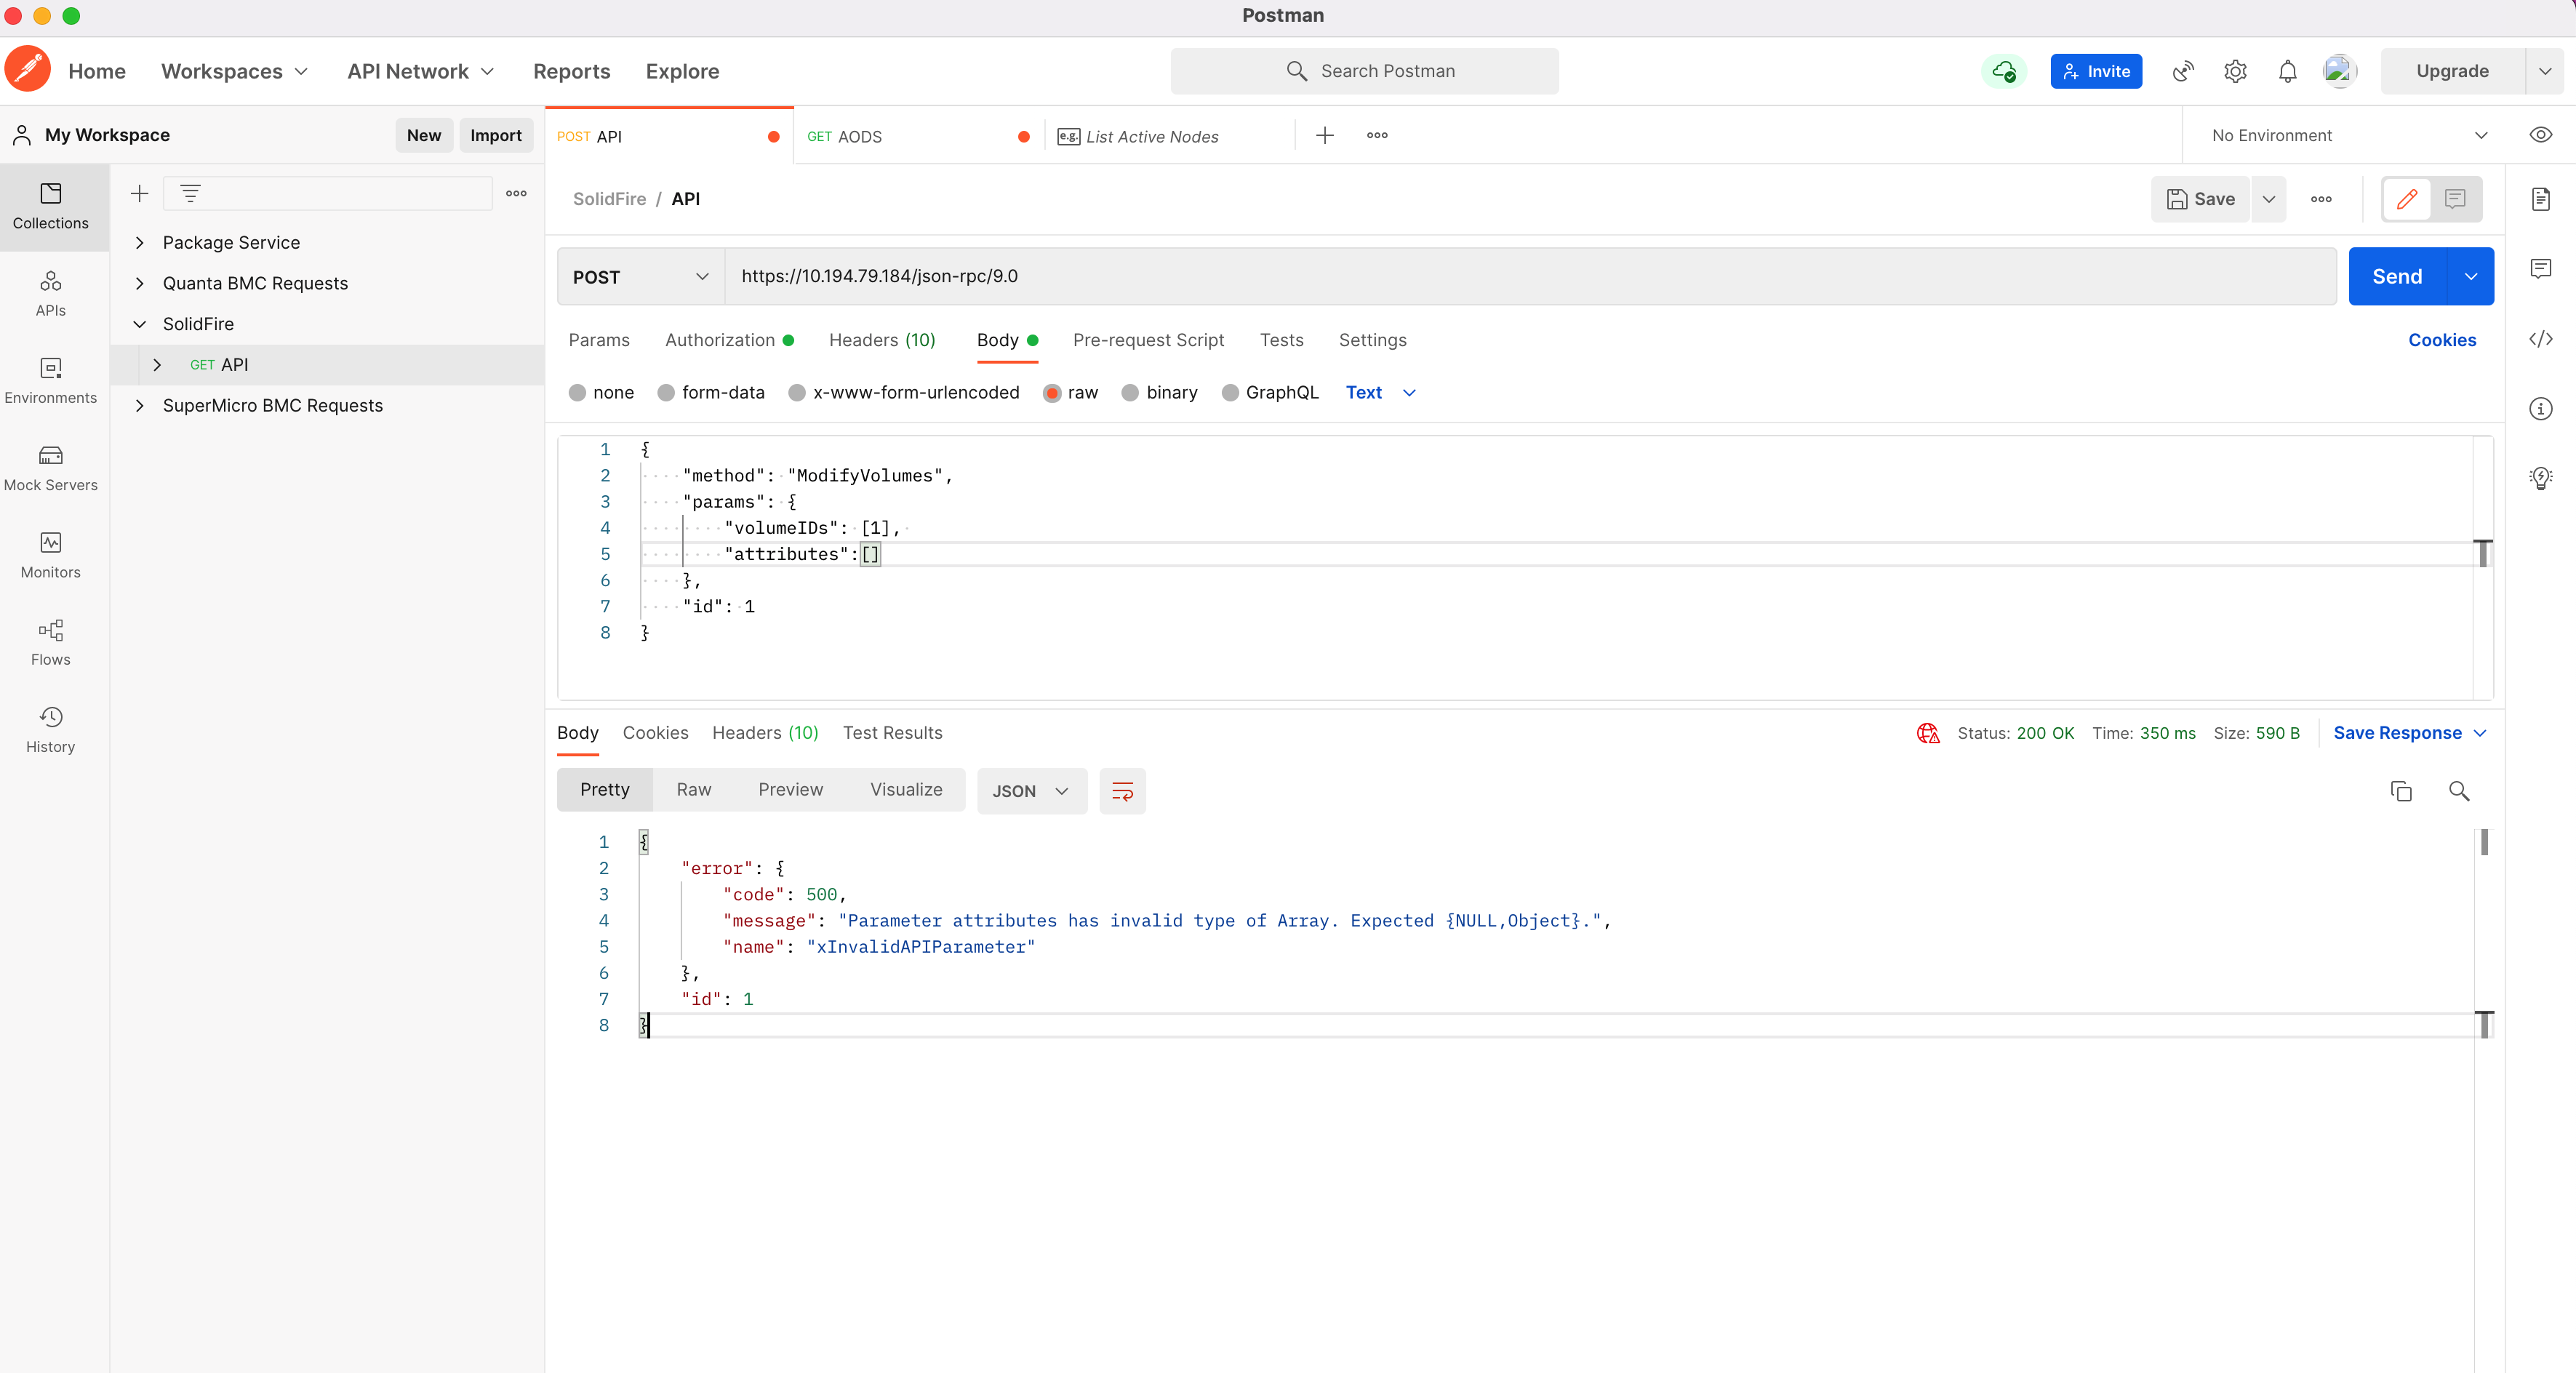 Postman
Home Workspaces API Network Reports Explore Search Postman Invite Upgrade
My Workspace New Import POST API GET AODS e.g. List Active Nodes No Environment
Collections
APIs
Environments
Mock Servers
Monitors
Flows
History
Package Service
Quanta BMC Requests
SolidFire
GET API
SuperMicro BMC Requests
SolidFire / API Save
POST https://10.194.79.184/json-rpc/9.0 Send
Params Authorization Headers (10) Body Pre-request Script Tests Settings Cookies
none form-data x-www-form-urlencoded raw binary GraphQL Text
1 {
2 "method": "ModifyVolumes",
3 "params": {
4 "volumeIDs": [1],
5 "attributes":[]
6 },
7 "id": 1
8 }
Body Cookies Headers (10) Test Results Status: 200 OK Time: 350 ms Size: 590 B Save Response
Pretty Raw Preview Visualize JSON
1 {
2 "error": {
3 "code": 500,
4 "message": "Parameter attributes has invalid type of Array. Expected {NULL,Object}.",
5 "name": "xInvalidAPIParameter"
6 },
7 "id": 1
8 }